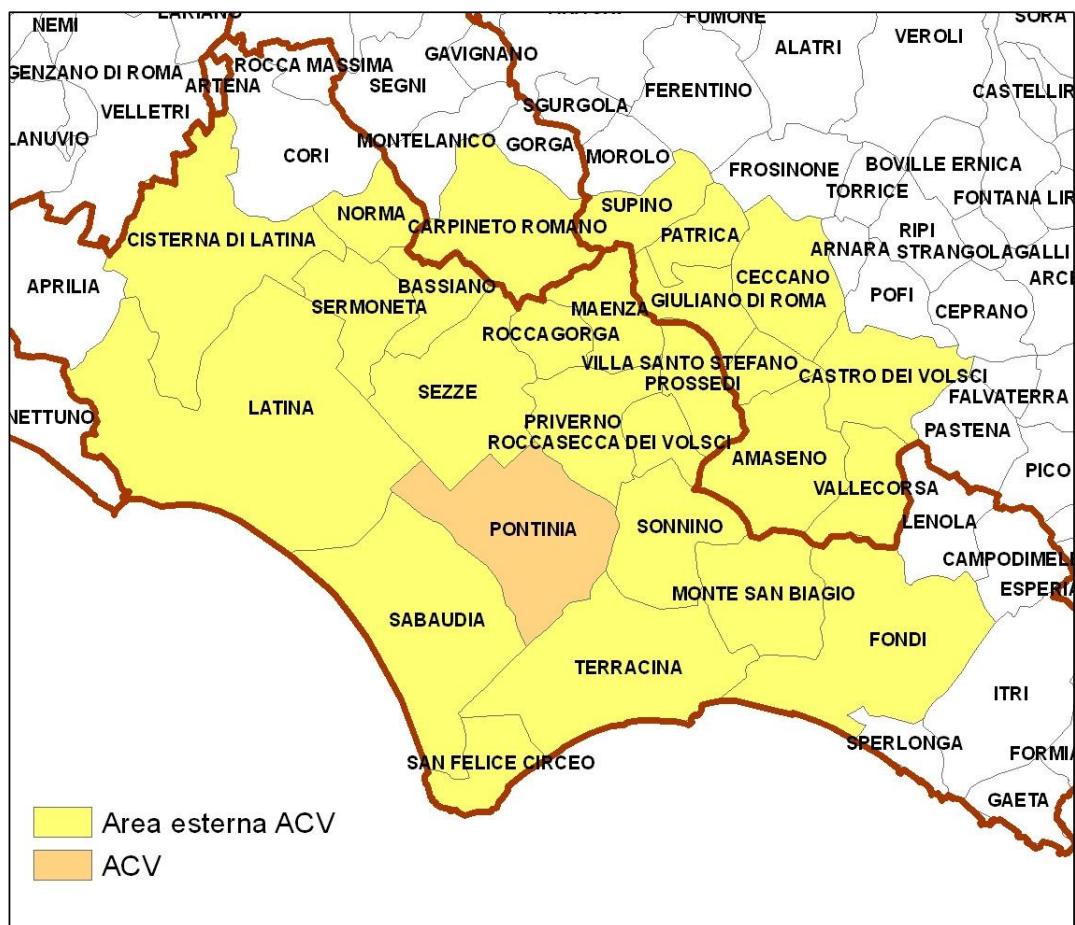 NEMI
LARIANO
FUMONE
SORA
GENZANO DI ROMA
ROCCA MASSIMA
GAVIGNANO
ALATRI
VEROLI
ARTENA
SEGNI
FERENTINO
CASTELLIR
VELLETRI
SGURGOLA
LANUVIO
MONTELANICO
GORGA
CORI
MOROLO
FROSINONE
BOVILLE ERNICA
TORRICE
FONTANA LIR
NORMA
SUPINO
CARPINETO ROMANO
PATRICA
RIPI
CISTERNA DI LATINA
ARNARA
STRANGOLAGALLI
APRILIA
BASSIANO
CECCANO
ARCE
SERMONETA
MAENZA
GIULIANO DI ROMA
POFI
CEPRANO
ROCCAGORGA
VILLA SANTO STEFANO
CASTRO DEI VOLSCI
SEZZE
PROSSEDI
FALVATERRA
NETTUNO
LATINA
PRIVERNO
PASTENA
ROCCASECCA DEI VOLSCI
AMASENO
PICO
VALLECORSA
PONTINIA
SONNINO
LENOLA
CAMPODIMEL
MONTE SAN BIAGIO
ESPERIA
SABAUDIA
FONDI
TERRACINA
ITRI
SPERLONGA
FORMIA
SAN FELICE CIRCEO
GAETA
Area esterna ACV
ACV